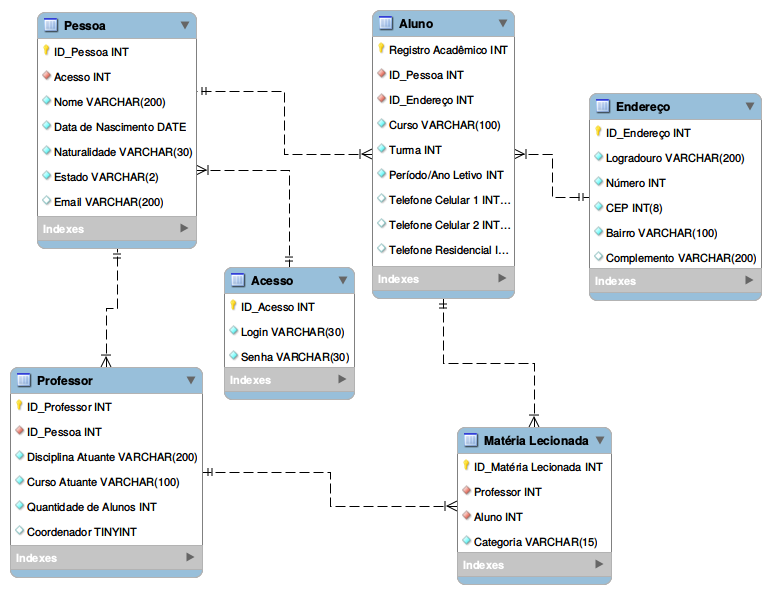 Pessoa
ID_Pessoa INT
Acesso INT
Nome VARCHAR(200)
Data de Nascimento DATE
Naturalidade VARCHAR(30)
Estado VARCHAR(2)
Email VARCHAR(200)
Indexes
Aluno
Registro Acadêmico INT
ID_Pessoa INT
ID_Endereço INT
Curso VARCHAR(100)
Turma INT
Período/Ano Letivo INT
Telefone Celular 1 INT...
Telefone Celular 2 INT...
Telefone Residencial I...
Indexes
Endereço
ID_Endereço INT
Logradouro VARCHAR(200)
Número INT
CEP INT(8)
Bairro VARCHAR(100)
Complemento VARCHAR(200)
Indexes
Acesso
ID_Acesso INT
Login VARCHAR(30)
Senha VARCHAR(30)
Indexes
Professor
ID_Professor INT
ID_Pessoa INT
Disciplina Atuante VARCHAR(200)
Curso Atuante VARCHAR(100)
Quantidade de Alunos INT
Coordenador TINYINT
Indexes
Matéria Lecionada
ID_Matéria Lecionada INT
Professor INT
Aluno INT
Categoria VARCHAR(15)
Indexes